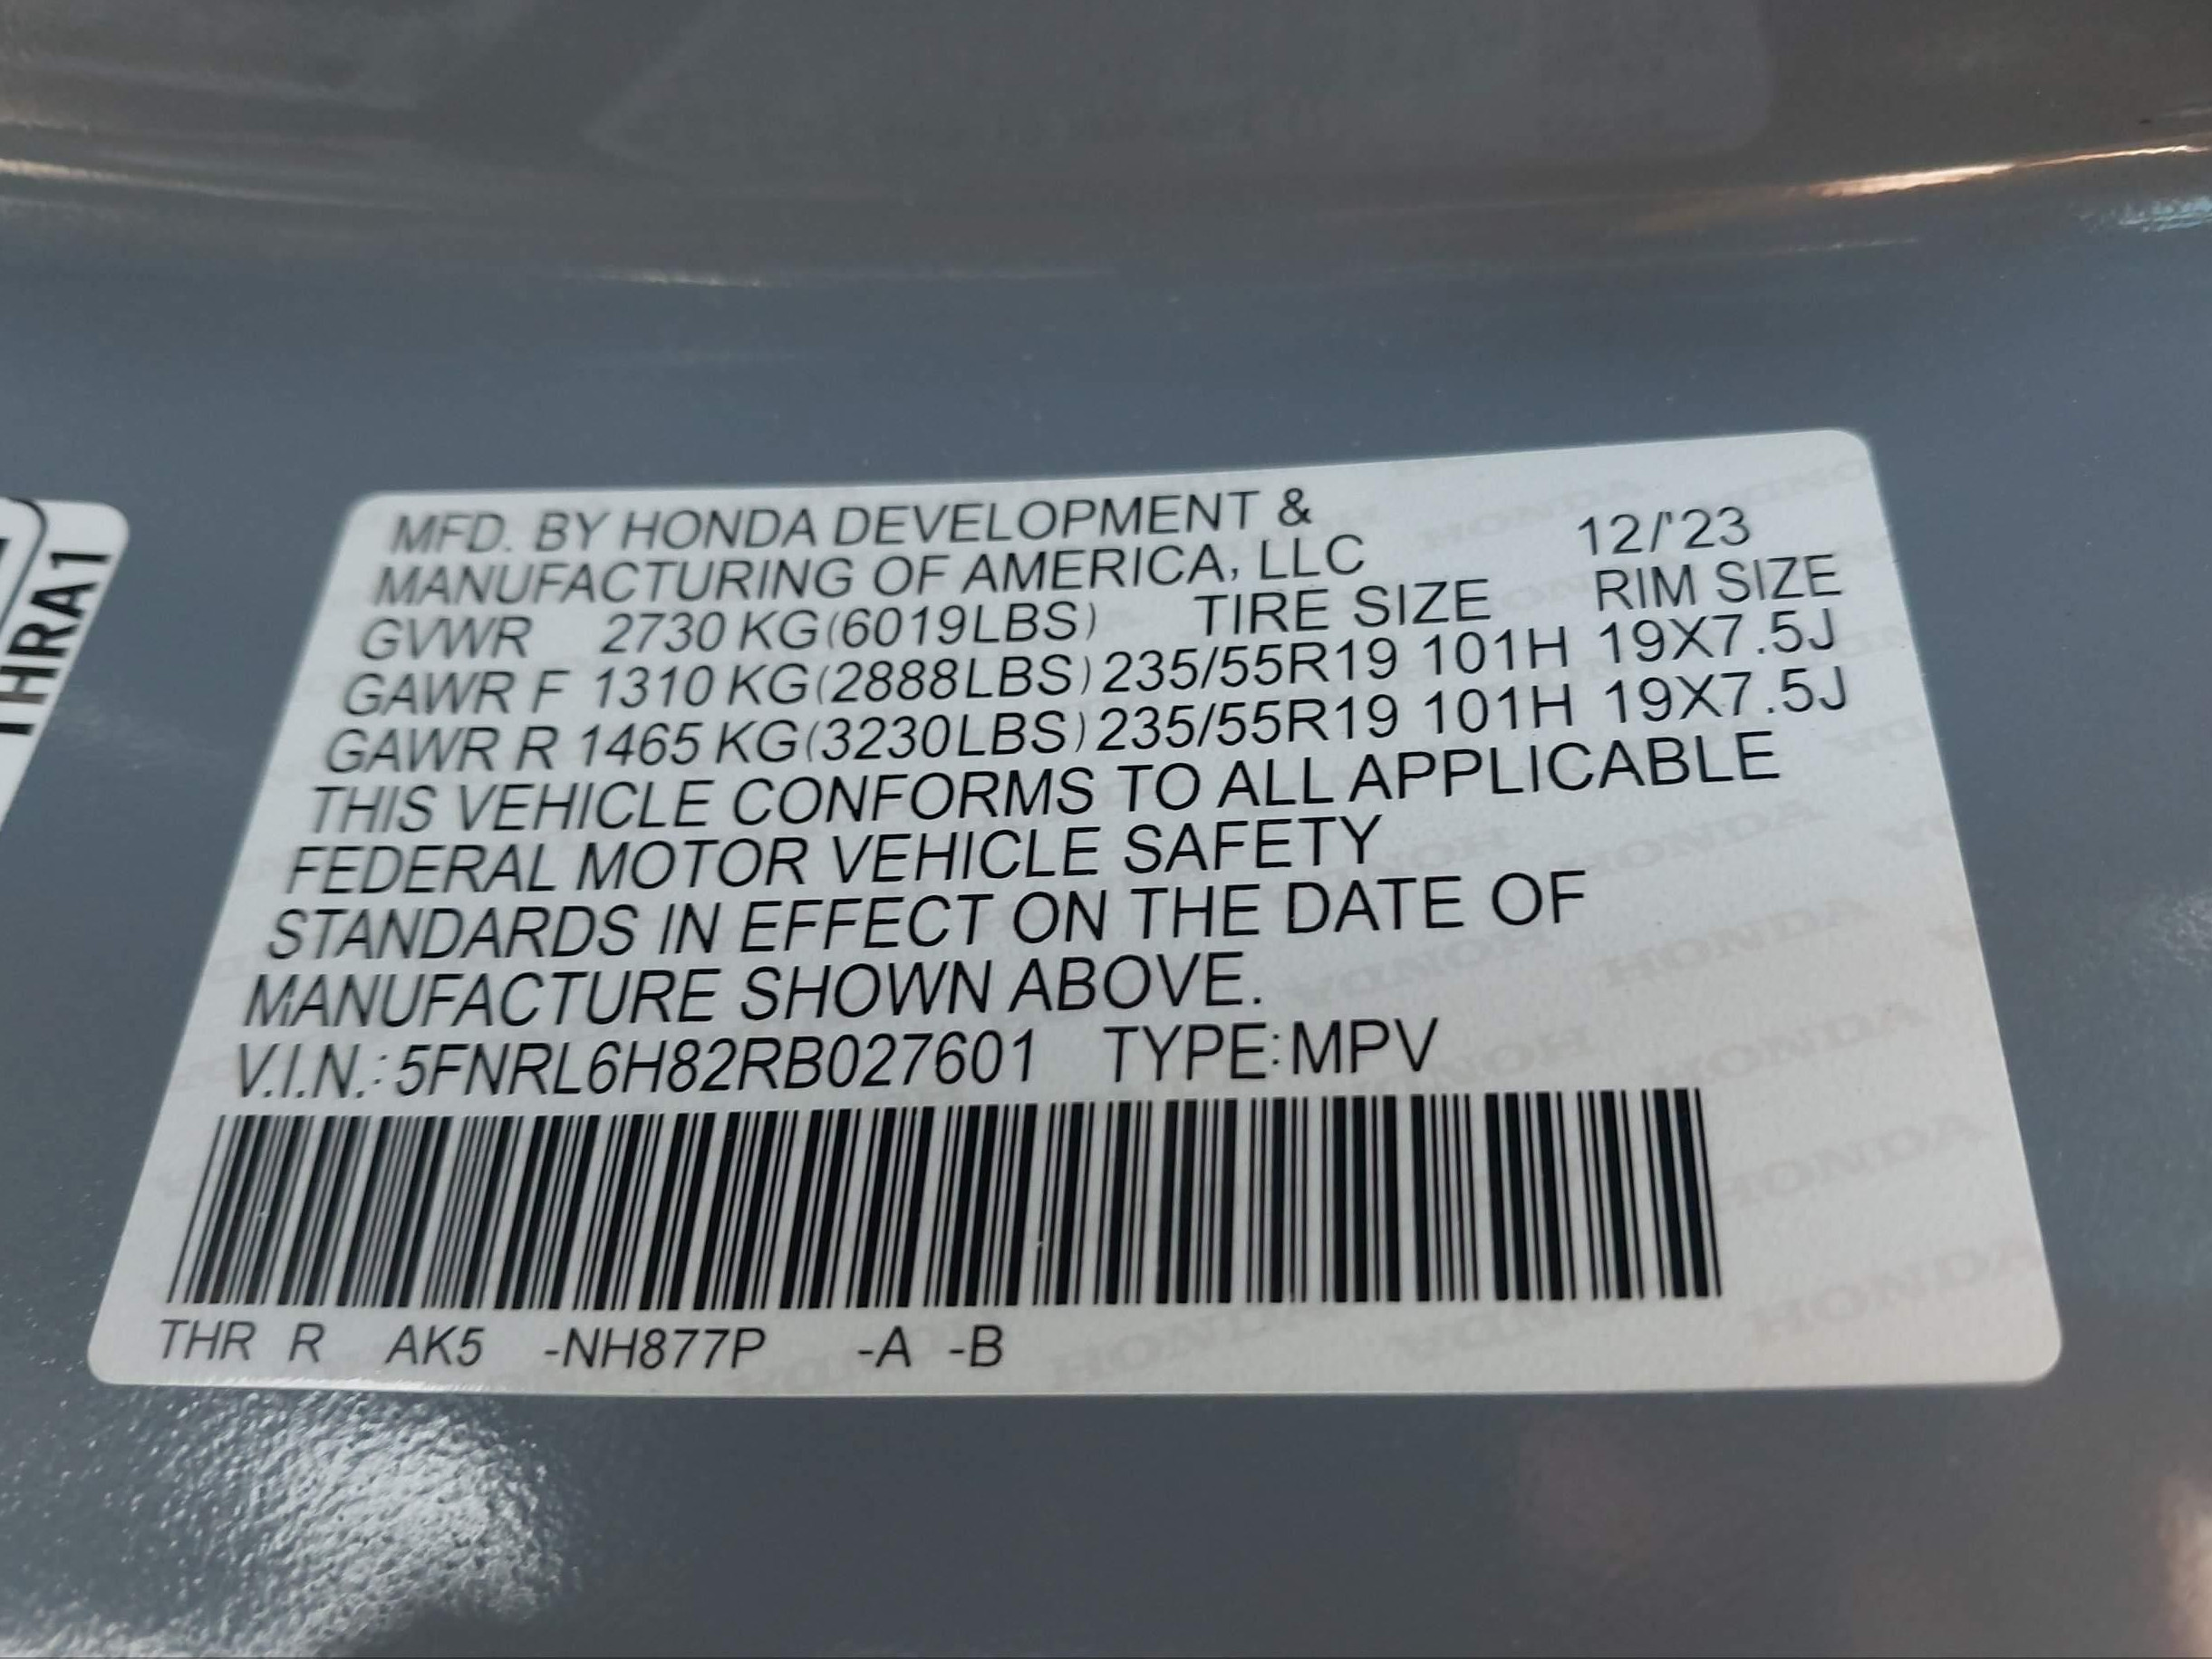 MFD. BY HONDA DEVELOPMENT &
MANUFACTURING OF AMERICA, LLC 12/'23
GVWR 2730 KG(6019LBS) TIRE SIZE RIM SIZE
GAWR F 1310 KG(2888LBS) 235/55R19 101H 19X7.5J
GAWR R 1465 KG(3230LBS) 235/55R19 101H 19X7.5J
THIS VEHICLE CONFORMS TO ALL APPLICABLE
FEDERAL MOTOR VEHICLE SAFETY
STANDARDS IN EFFECT ON THE DATE OF
MANUFACTURE SHOWN ABOVE.
V.I.N.: 5FNRL6H82RB027601 TYPE:MPV
THR R AK5 -NH877P -A -B
THRA1